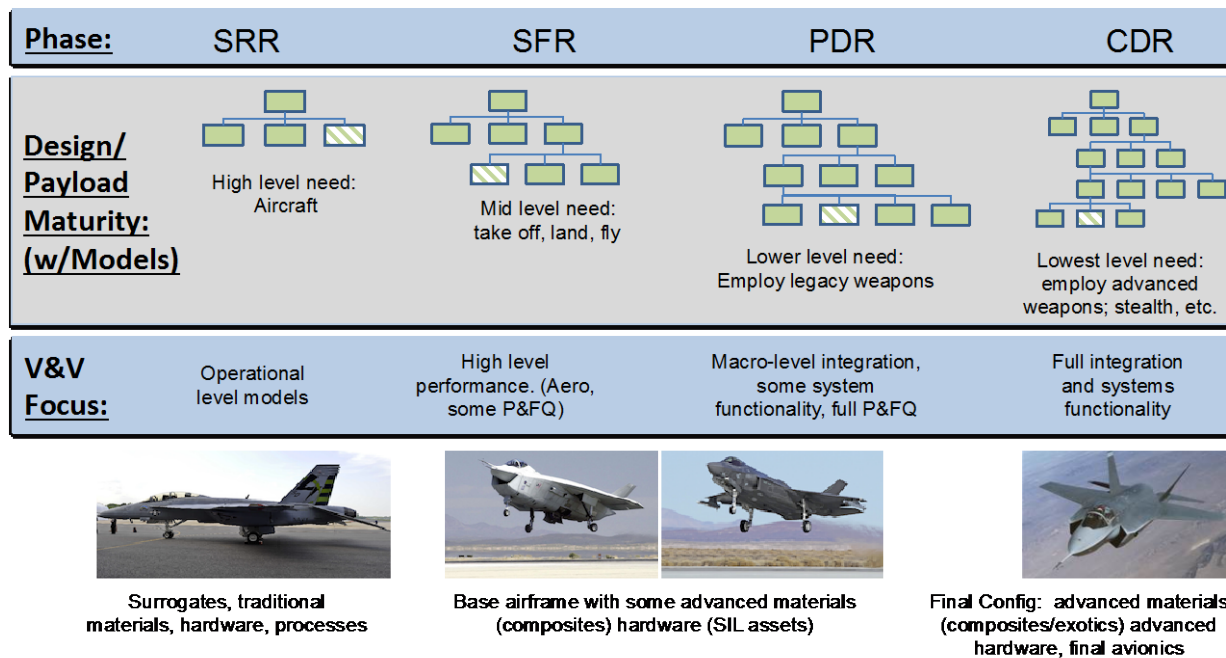 Phase:
SRR
SFR
PDR
CDR
Design/
Payload
Maturity:
(w/Models)
High level need:
Aircraft
Mid level need:
take off, land, fly
Lower level need:
Employ legacy weapons
Lowest level need:
employ advanced
weapons; stealth, etc.
V&V
Focus:
Operational
level models
High level
performance. (Aero,
some P&FQ)
Macro-level integration,
some system
functionality, full P&FQ
Full integration
and systems
functionality
Surrogates, traditional
materials, hardware, processes
Base airframe with some advanced materials
(composites) hardware (SIL assets)
Final Config: advanced materials
(composites/exotics) advanced
hardware, final avionics